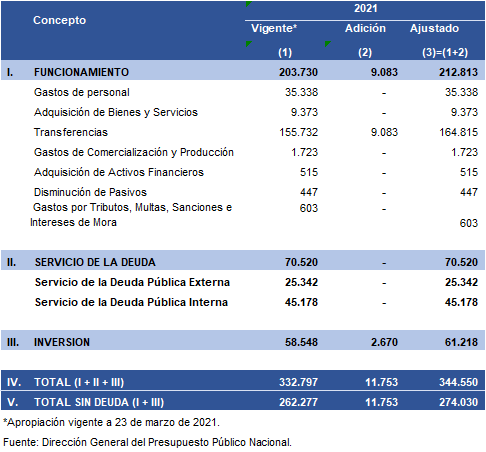 Concepto 2021
Vigente* Adición Ajustado
(1) (2) (3)=(1+2)
I. FUNCIONAMIENTO 203.730 9.083 212.813
Gastos de personal 35.338 - 35.338
Adquisición de Bienes y Servicios 9.373 - 9.373
Transferencias 155.732 9.083 164.815
Gastos de Comercialización y Producción 1.723 - 1.723
Adquisición de Activos Financieros 515 - 515
Disminución de Pasivos 447 - 447
Gastos por Tributos, Multas, Sanciones e 603 -
Intereses de Mora 603
II. SERVICIO DE LA DEUDA 70.520 - 70.520
Servicio de la Deuda Pública Externa 25.342 - 25.342
Servicio de la Deuda Pública Interna 45.178 - 45.178
III. INVERSION 58.548 2.670 61.218
IV. TOTAL (I + II + III) 332.797 11.753 344.550
V. TOTAL SIN DEUDA (I + III) 262.277 11.753 274.030
*Apropiación vigente a 23 de marzo de 2021.
Fuente: Dirección General del Presupuesto Público Nacional.